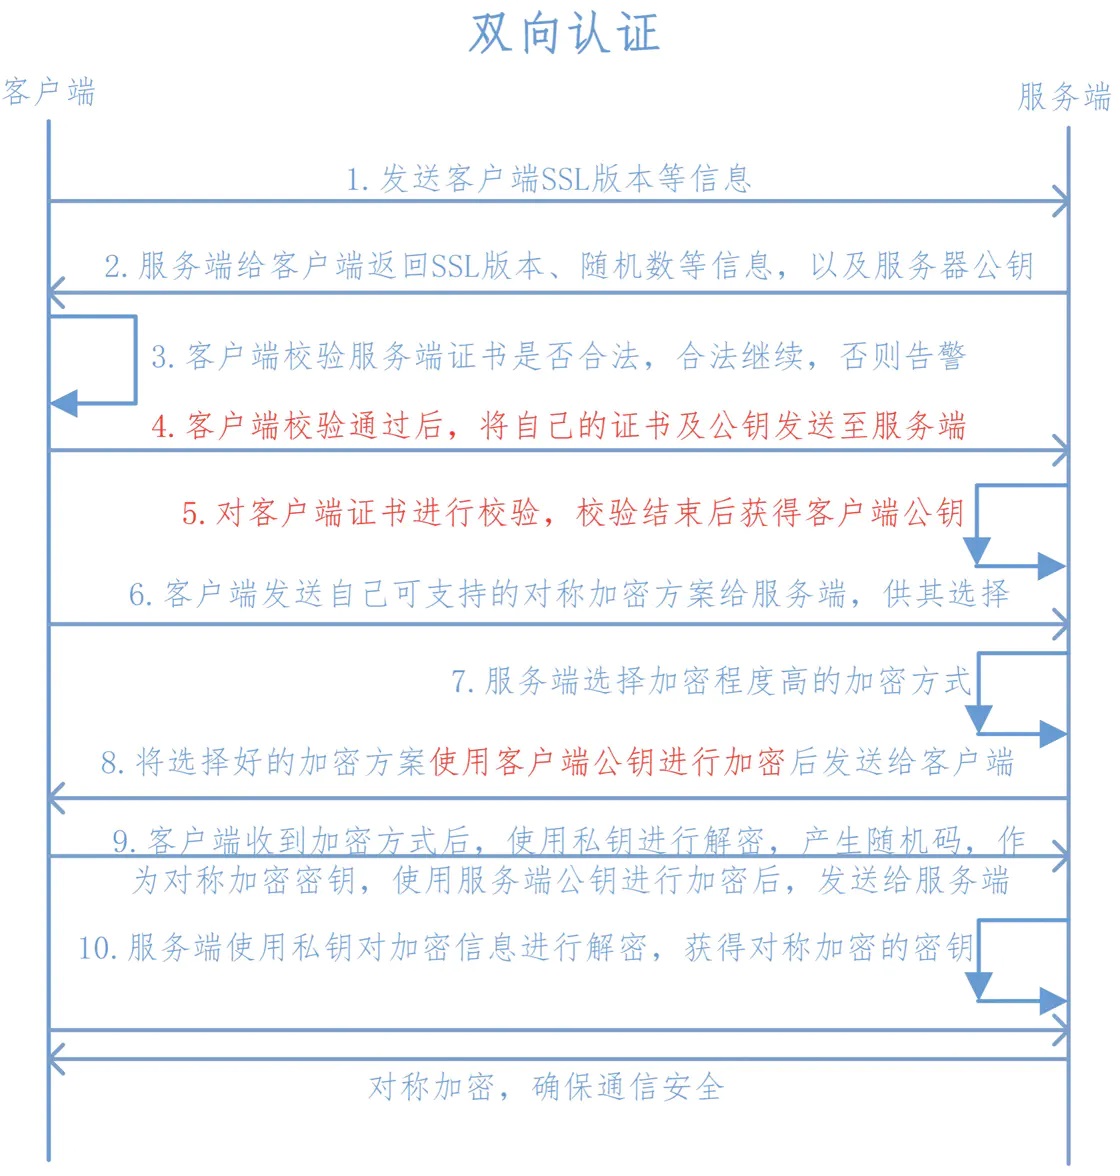 双向认证
客户端
服务端
1.发送客户端SSL版本等信息
2.服务端给客户端返回SSL版本、随机数等信息，以及服务器公钥
3.客户端校验服务端证书是否合法，合法继续，否则告警
4.客户端校验通过后，将自己的证书及公钥发送至服务端
5.对客户端证书进行校验，校验结束后获得客户端公钥
6.客户端发送自己可支持的对称加密方案给服务端，供其选择
7.服务端选择加密程度高的加密方式
8.将选择好的加密方案使用客户端公钥进行加密后发送给客户端
9.客户端收到加密方式后，使用私钥进行解密，产生随机码，作
为对称加密密钥，使用服务端公钥进行加密后，发送给服务端
10.服务端使用私钥对加密信息进行解密，获得对称加密的密钥
对称加密，确保通信安全